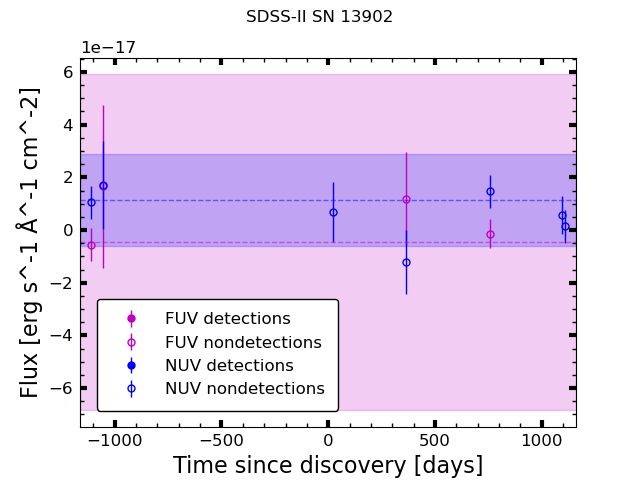 SDSS-II SN 13902
1e−17
6
4
2
0
−2
−4
−6
Flux [erg s^-1 Å^-1 cm^-2]
FUV detections
FUV nondetections
NUV detections
NUV nondetections
−1000 −500 0 500 1000
Time since discovery [days]